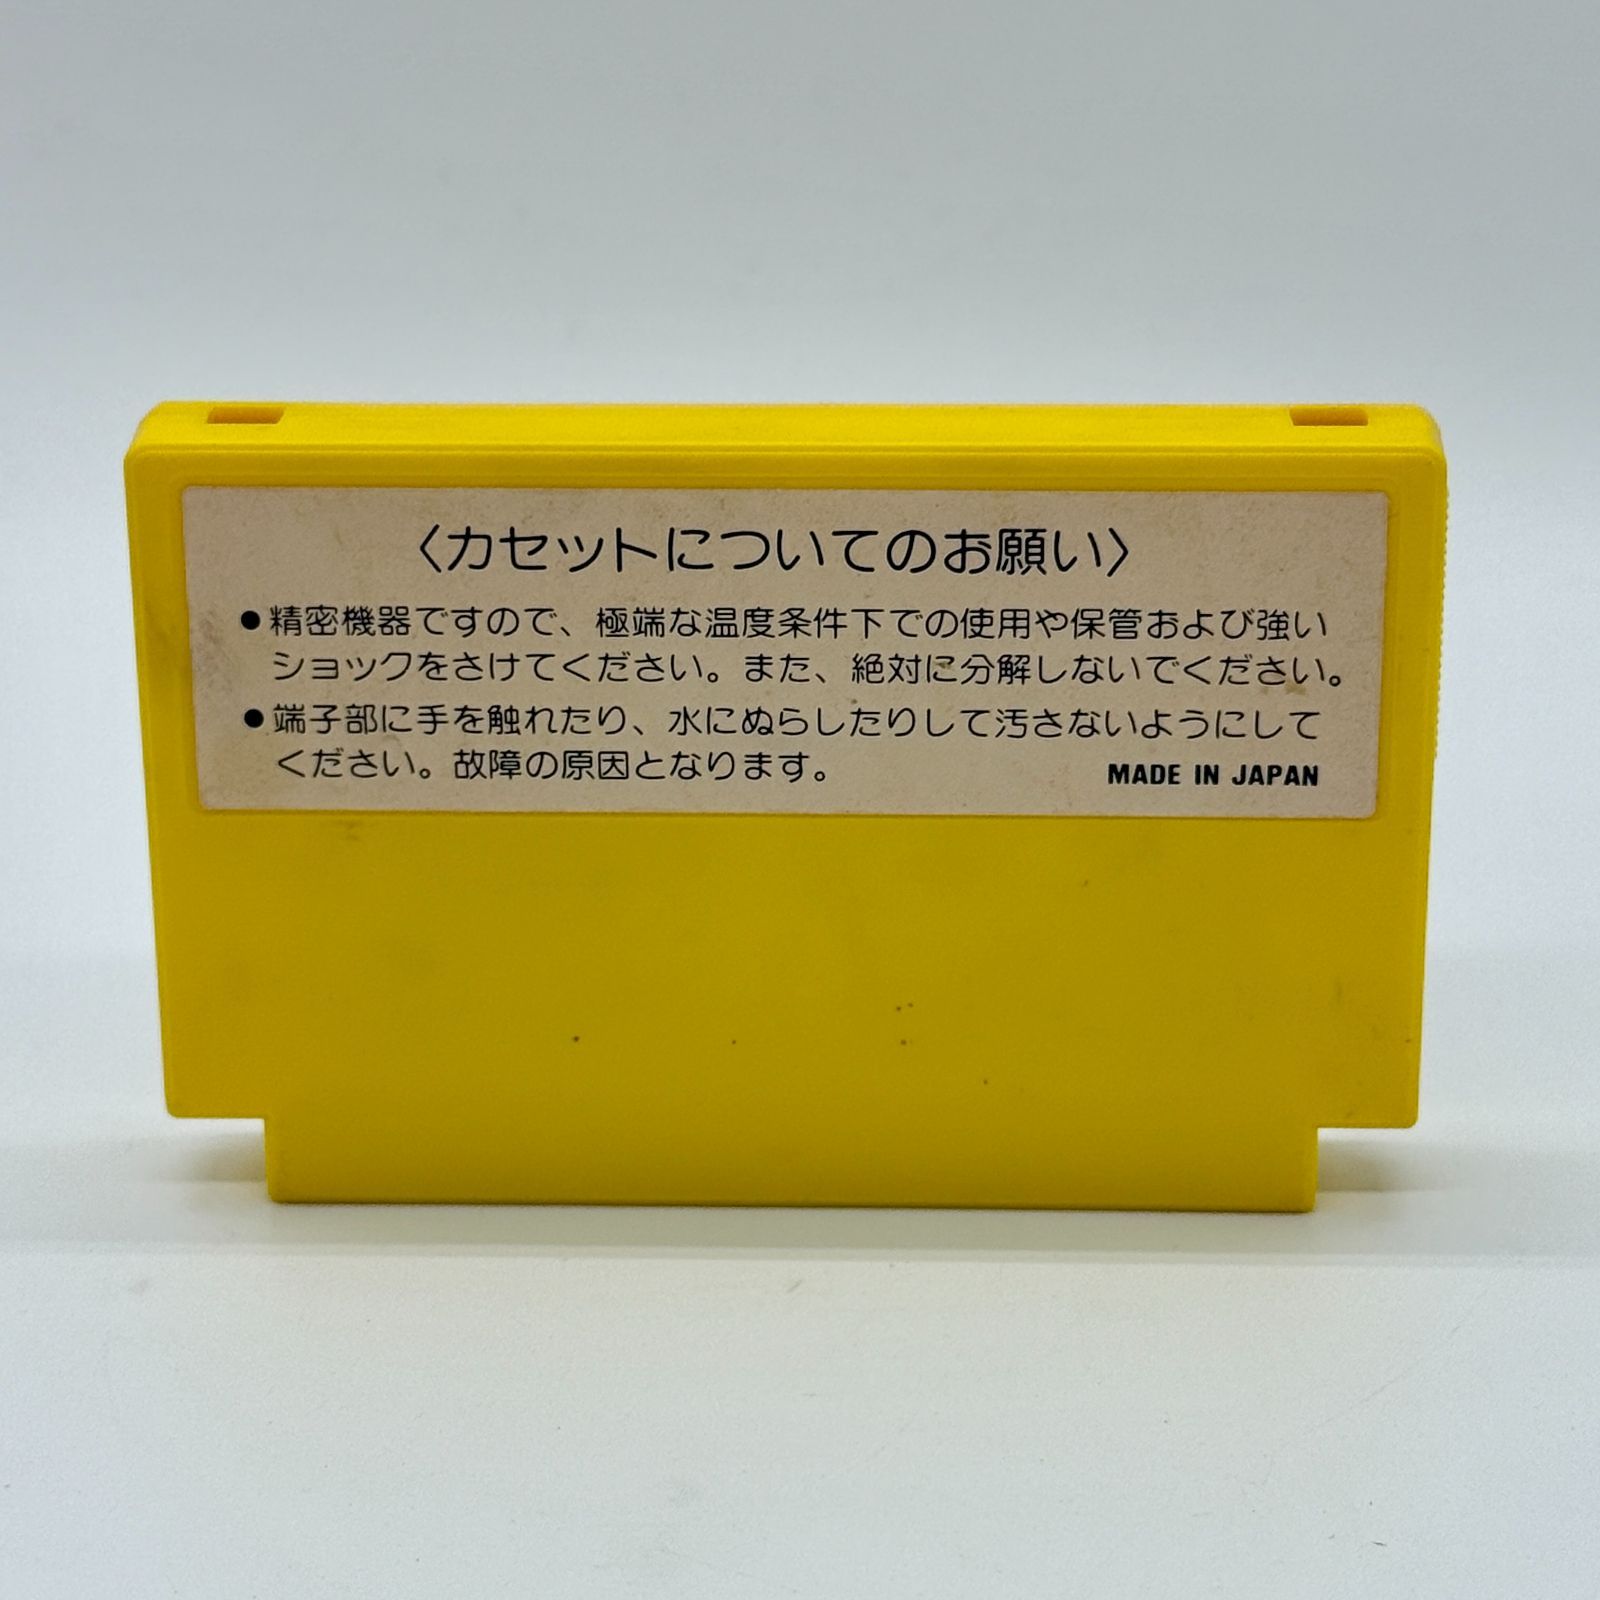 〈カセットについてのお願い〉
●精密機器ですので、極端な温度条件下での使用や保管および強い
ショックをさけてください。また、絶対に分解しないでください。
●端子部に手を触れたり、水にぬらしたりして汚さないようにして
ください。故障の原因となります。
MADE IN JAPAN